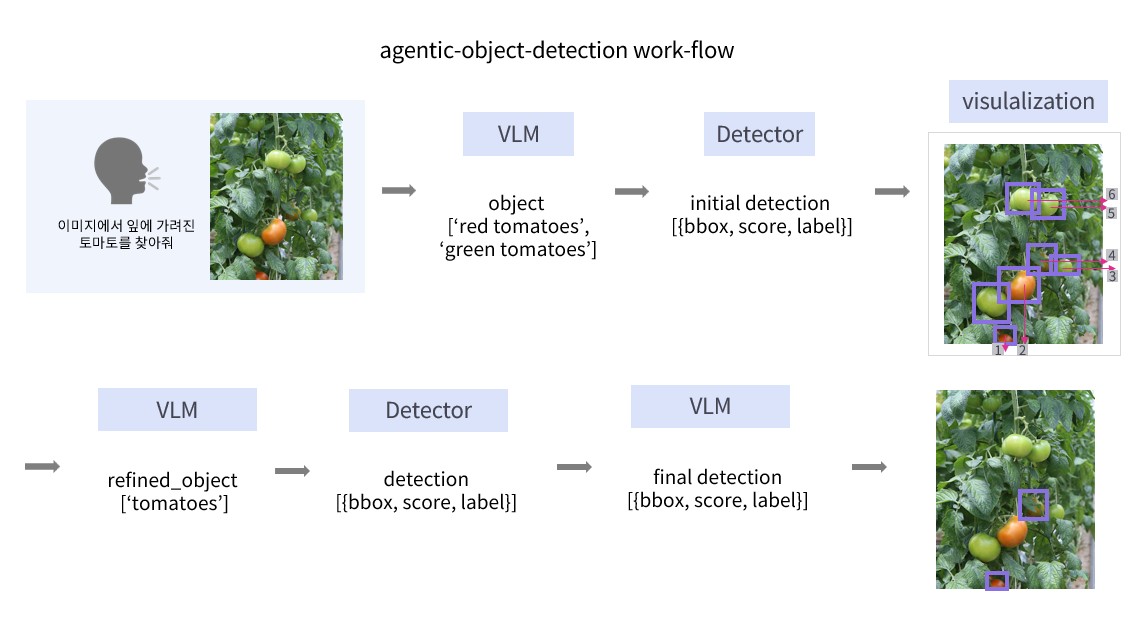 agentic-object-detection work-flow
이미지에서 잎에 가려진
토마토를 찾아줘
VLM
object
[‘red tomatoes’,
‘green tomatoes’]
Detector
initial detection
[{bbox, score, label}]
visulalization
6
5
4
3
1
2
VLM
refined_object
[‘tomatoes’]
Detector
detection
[{bbox, score, label}]
VLM
final detection
[{bbox, score, label}]